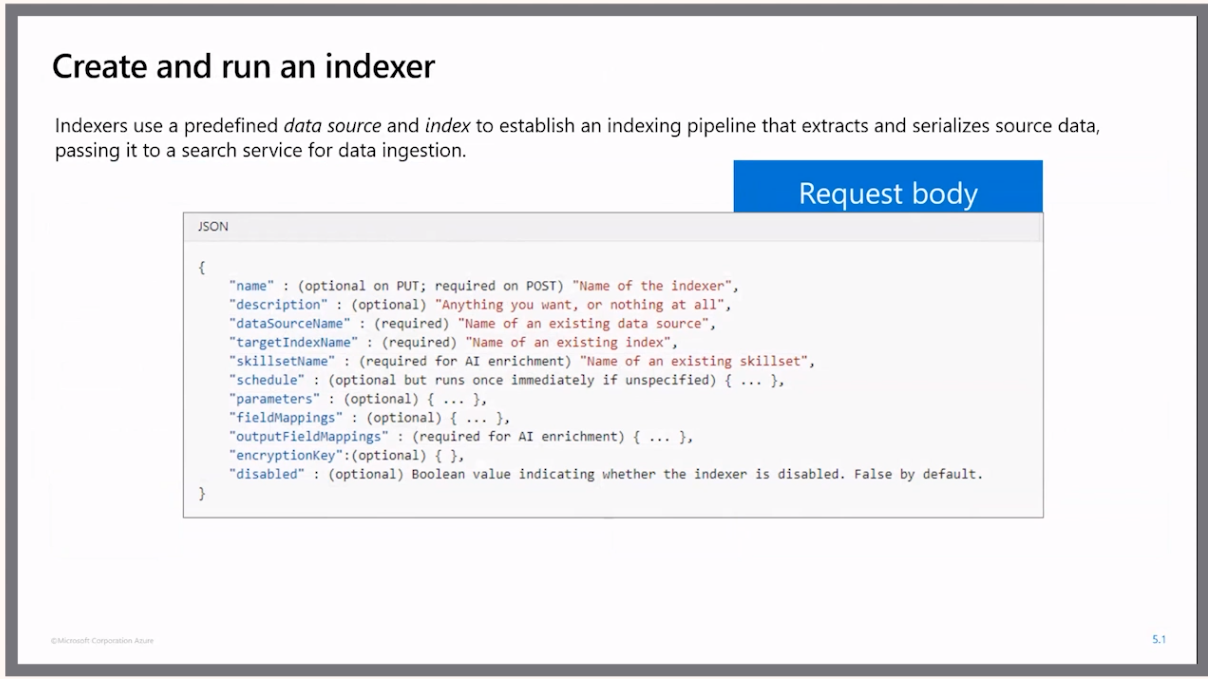 Create and run an indexer
Indexers use a predefined data source and index to establish an indexing pipeline that extracts and serializes source data,
passing it to a search service for data ingestion.
Request body
JSON
{
    "name" : (optional on PUT; required on POST) "Name of the indexer",
    "description" : (optional) "Anything you want, or nothing at all",
    "dataSourceName" : (required) "Name of an existing data source",
    "targetIndexName" : (required) "Name of an existing index",
    "skillsetName" : (required for AI enrichment) "Name of an existing skillset",
    "schedule" : (optional but runs once immediately if unspecified) { ... },
    "parameters" : (optional) { ... },
    "fieldMappings" : (optional) { ... },
    "outputFieldMappings" : (required for AI enrichment) { ... },
    "encryptionKey":(optional) { },
    "disabled" : (optional) Boolean value indicating whether the indexer is disabled. False by default.
}
©Microsoft Corporation Azure
5.1